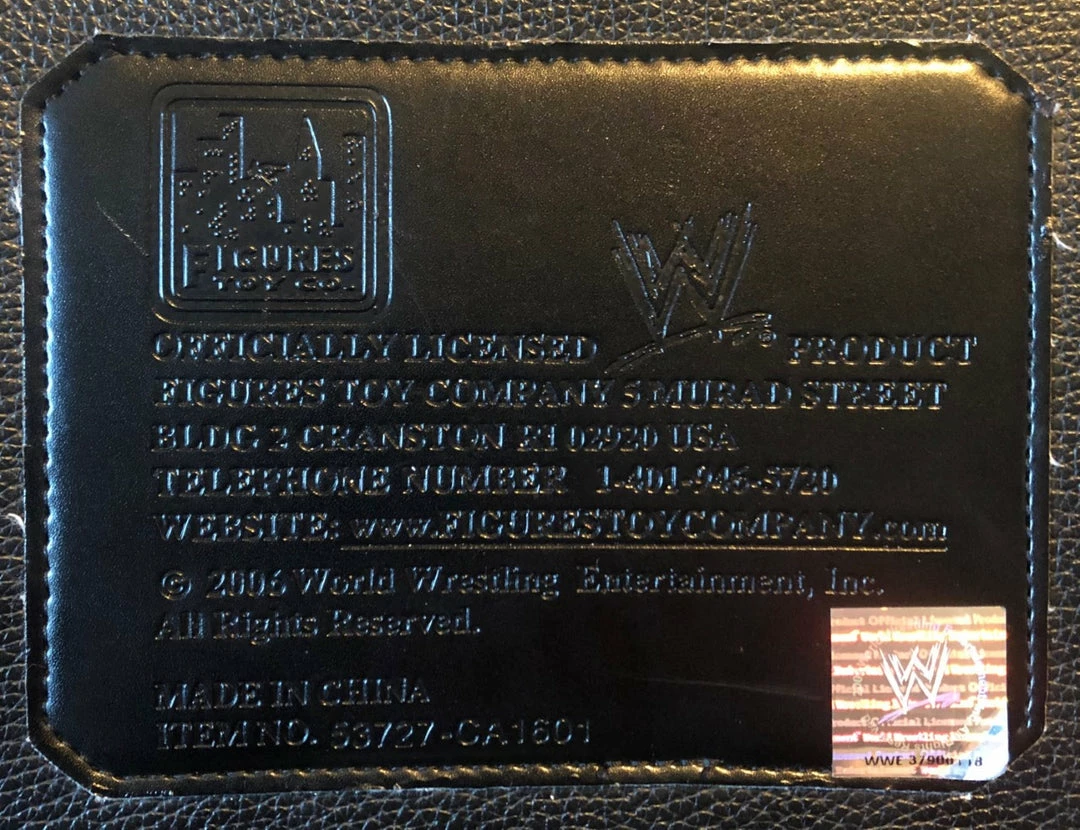 FIGURES
TOY CO.
W
OFFICIALLY LICENSED PRODUCT
FIGURES TOY COMPANY 5 MURAD STREET
BLDG 2 CRANSTON RI 02920 USA
TELEPHONE NUMBER 1-401-946-5720
WEBSITE: www.FIGURESTOYCOMPANY.com
© 2006 World Wrestling Entertainment, Inc.
All Rights Reserved.
MADE IN CHINA
ITEM NO. 53727-CA1601
W
WWE